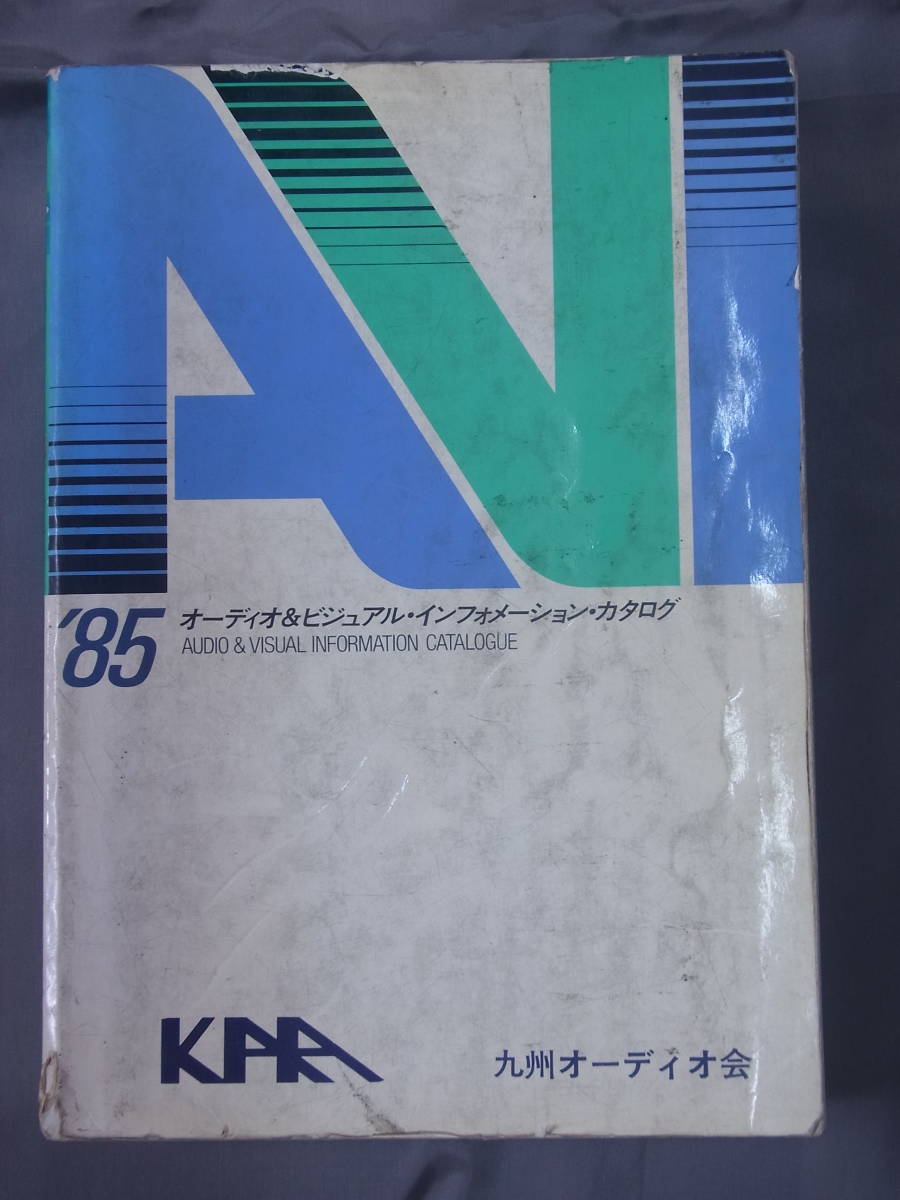 AVI
'85
オーディオ&ビジュアル・インフォメーション・カタログ
AUDIO & VISUAL INFORMATION CATALOGUE
KAA
九州オーディオ会